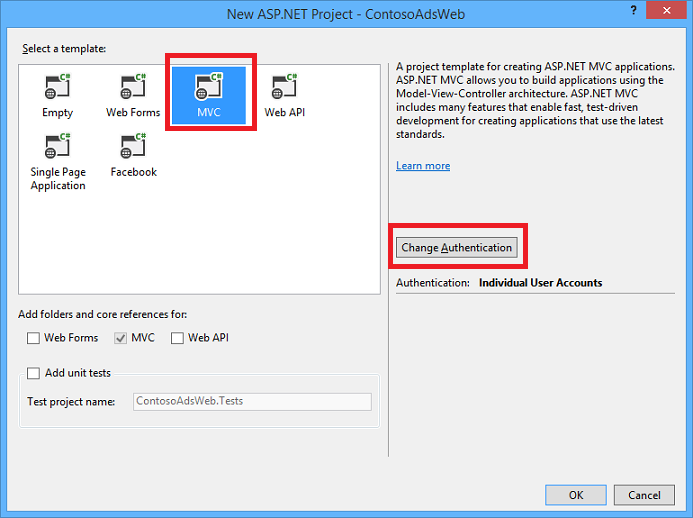 New ASP.NET Project - ContosoAdsWeb
?
Select a template:
C#
C#
C#
C#
Empty
Web Forms
MVC
Web API
C#
C#
Single Page
Application
Facebook
A project template for creating ASP.NET MVC applications.
ASP.NET MVC allows you to build applications using the
Model-View-Controller architecture. ASP.NET MVC
includes many features that enable fast, test-driven
development for creating applications that use the latest
standards.
Learn more
Change Authentication
Authentication: Individual User Accounts
Add folders and core references for:
Web Forms
MVC
Web API
Add unit tests
Test project name:
ContosoAdsWeb.Tests
OK
Cancel